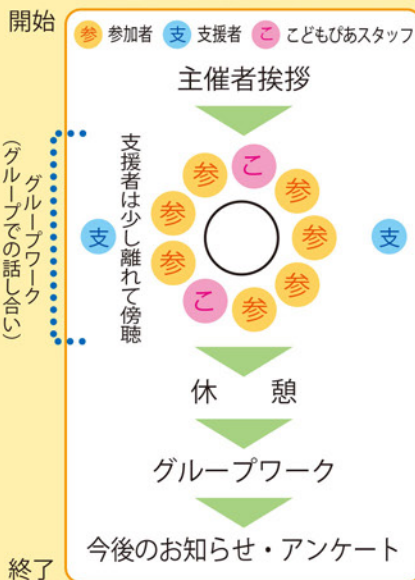 開始
参 参加者 支 支援者 こ こどもぴあスタッフ
主催者挨拶
グループワーク
(グループでの話し合い)
支援者は少し離れて傍聴
こ
参
参
参
参
支
参
支
参
参
こ
参
休 憩
グループワーク
今後のお知らせ・アンケート
終了